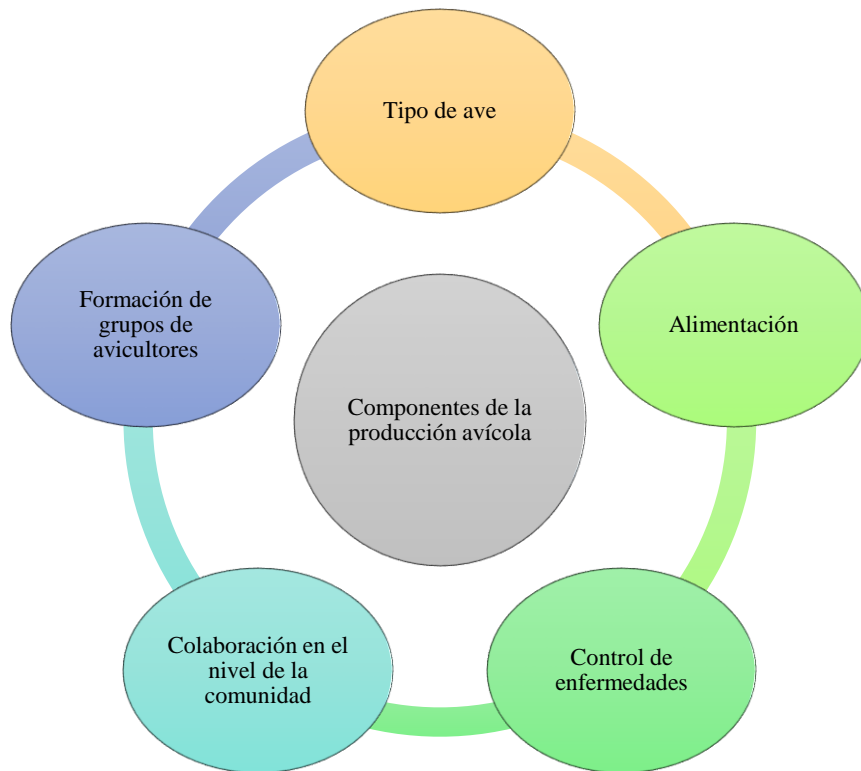 Tipo de ave
Alimentación
Control de
enfermedades
Colaboración en el
nivel de la
comunidad
Formación de
grupos de
avicultores
Componentes de la
producción avícola